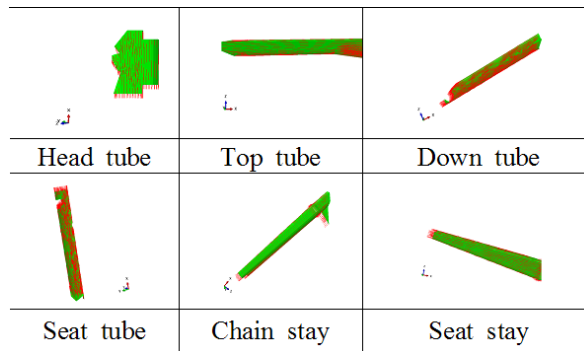 Head tube
Top tube
Down tube
Seat tube
Chain stay
Seat stay